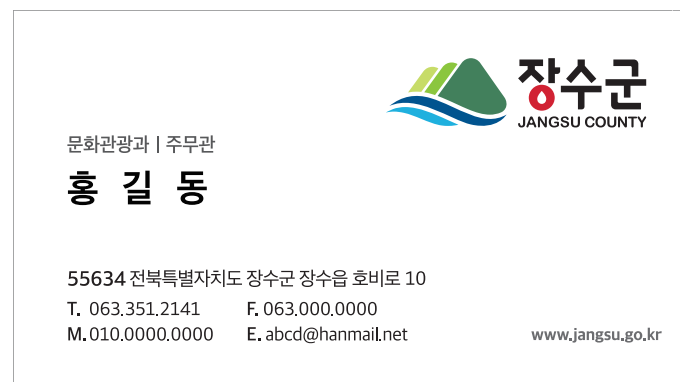 장수군
JANGSU COUNTY
문화관광과 | 주무관
홍 길 동
55634 전북특별자치도 장수군 장수읍 호비로 10
T. 063.351.2141 F. 063.000.0000
M. 010.0000.0000 E. abcd@hanmail.net
www.jangsu.go.kr